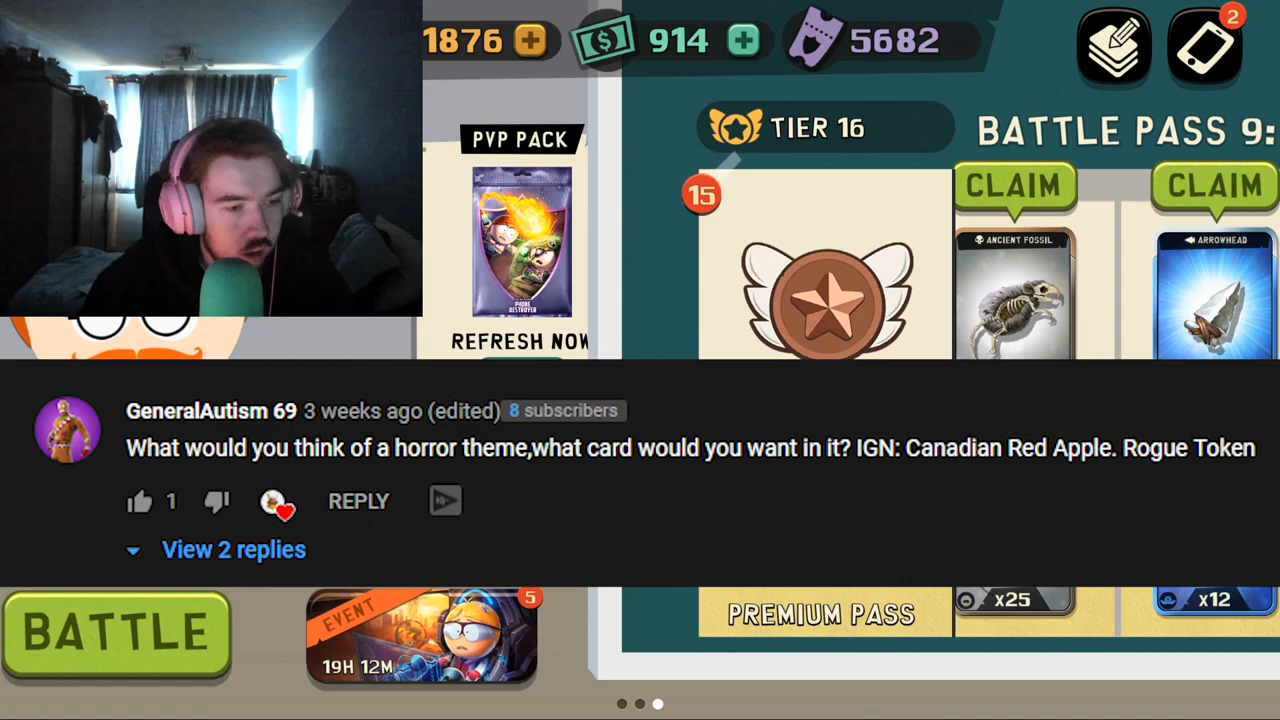 1876
914
5682
2
TIER 16
BATTLE PASS 9:
PVP PACK
15
CLAIM
CLAIM
ANCIENT FOSSIL
ARROWHEAD
PHONE
DESTROYER
REFRESH NOW
GeneralAutism 69 3 weeks ago (edited) 8 subscribers
What would you think of a horror theme,what card would you want in it? IGN: Canadian Red Apple. Rogue Token
1
REPLY
View 2 replies
BATTLE
EVENT
5
19H 12M
PREMIUM PASS
x25
x12